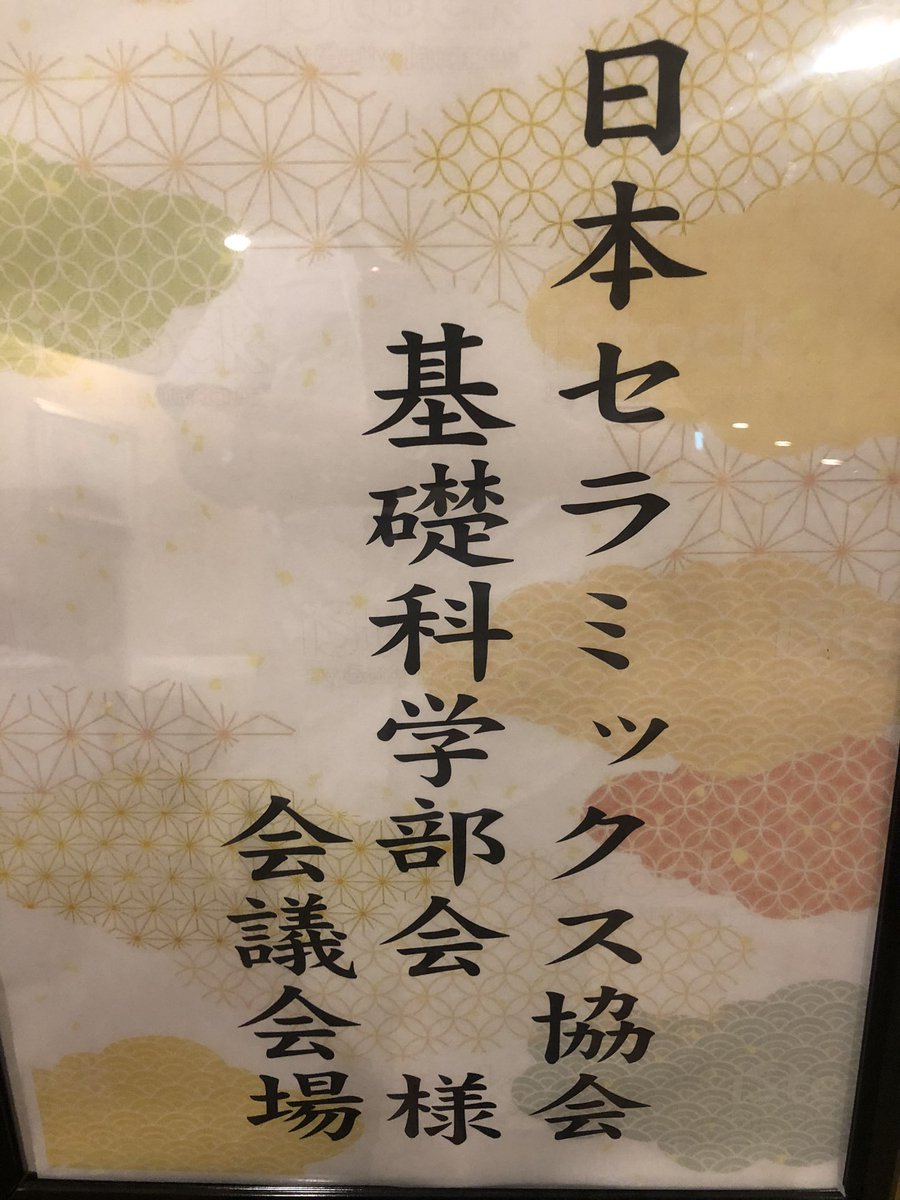 日本セラミックス協会
基礎科学部会 様
会議会場